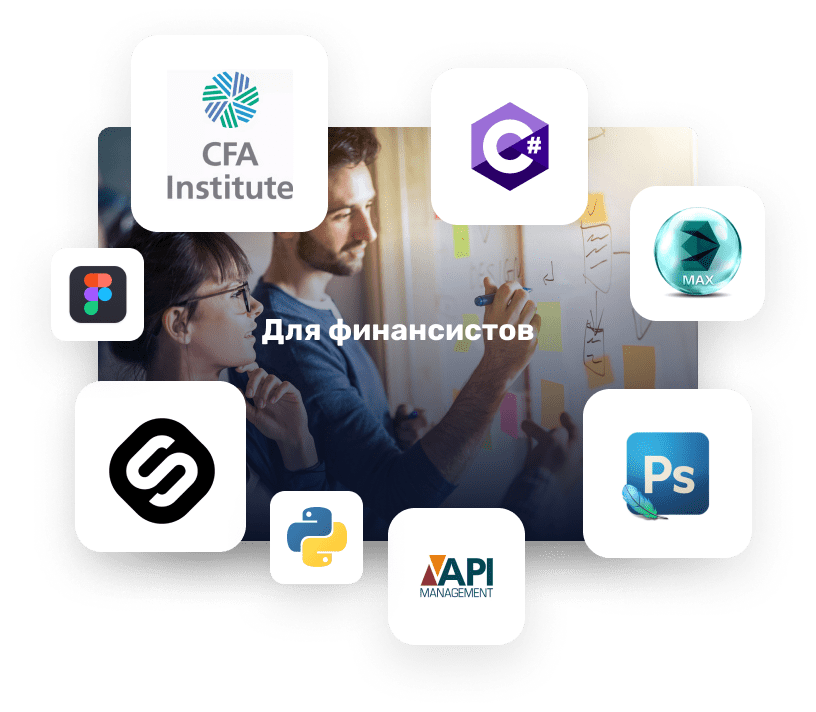 CFA
Institute
C#
MAX
Для финансистов
Ps
API
MANAGEMENT